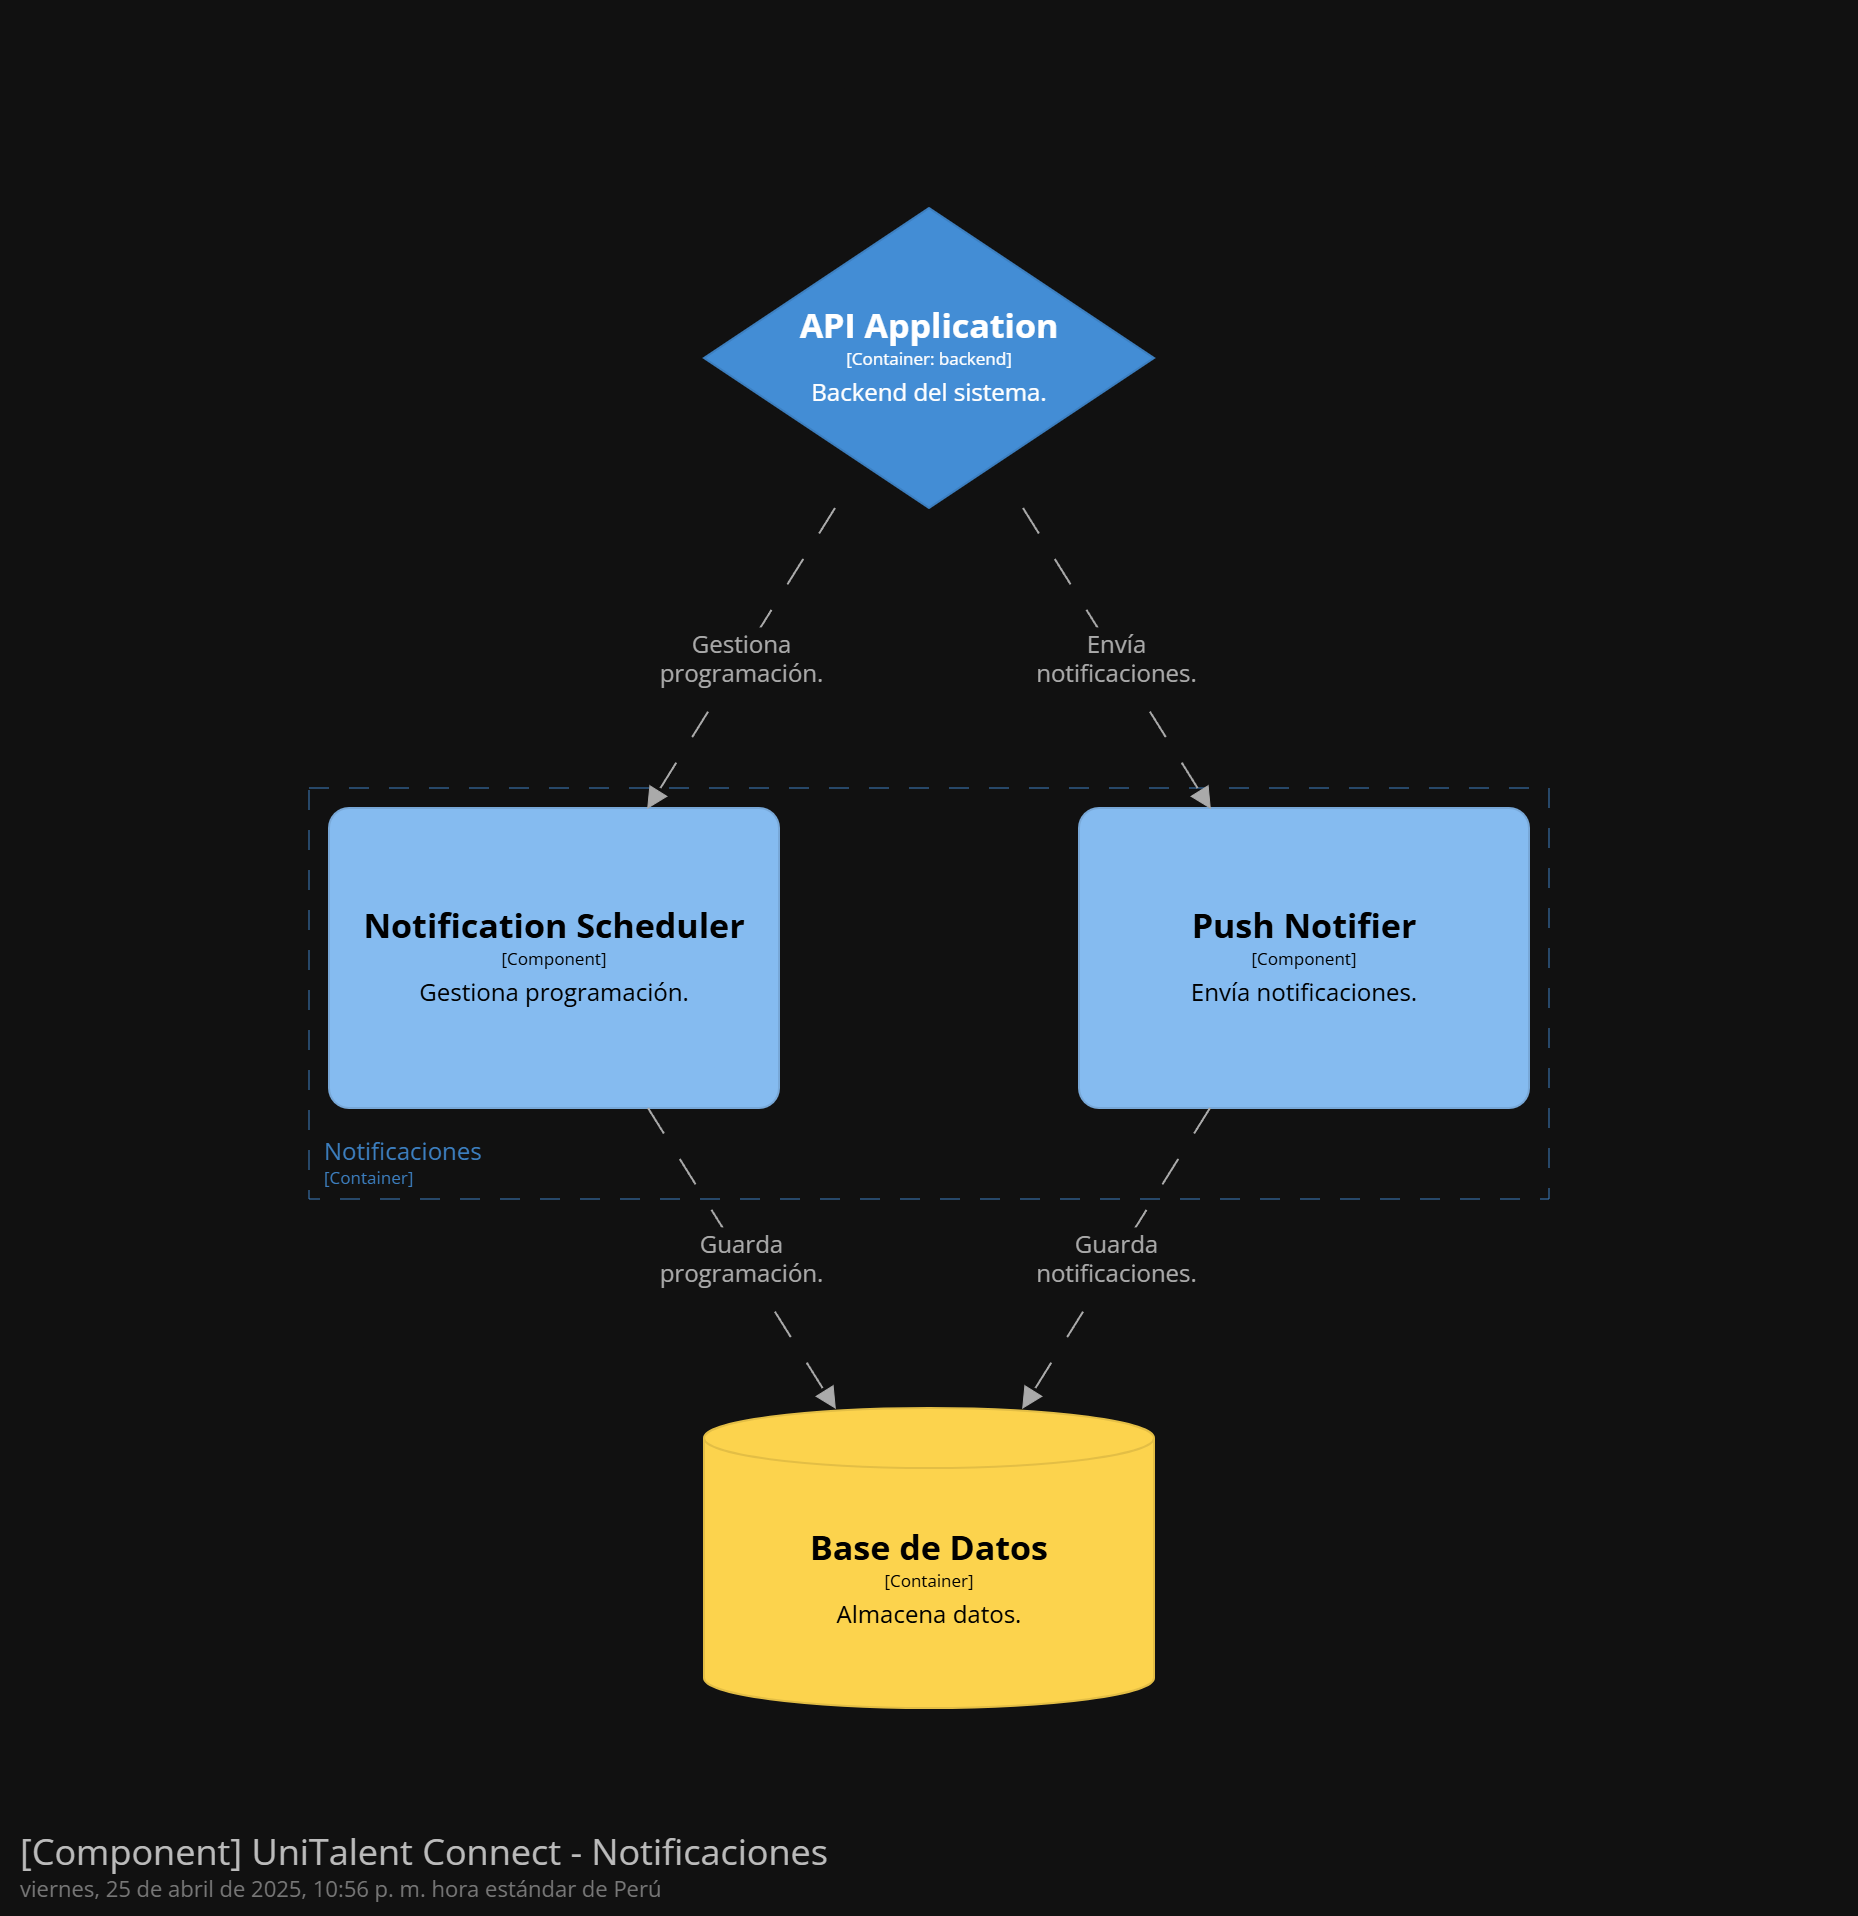 API Application
[Container: backend]
Backend del sistema.
Gestiona
programación.
Envía
notificaciones.
Notification Scheduler
[Component]
Gestiona programación.
Push Notifier
[Component]
Envía notificaciones.
Notificaciones
[Container]
Guarda
programación.
Guarda
notificaciones.
Base de Datos
[Container]
Almacena datos.
[Component] UniTalent Connect - Notificaciones
viernes, 25 de abril de 2025, 10:56 p. m. hora estándar de Perú